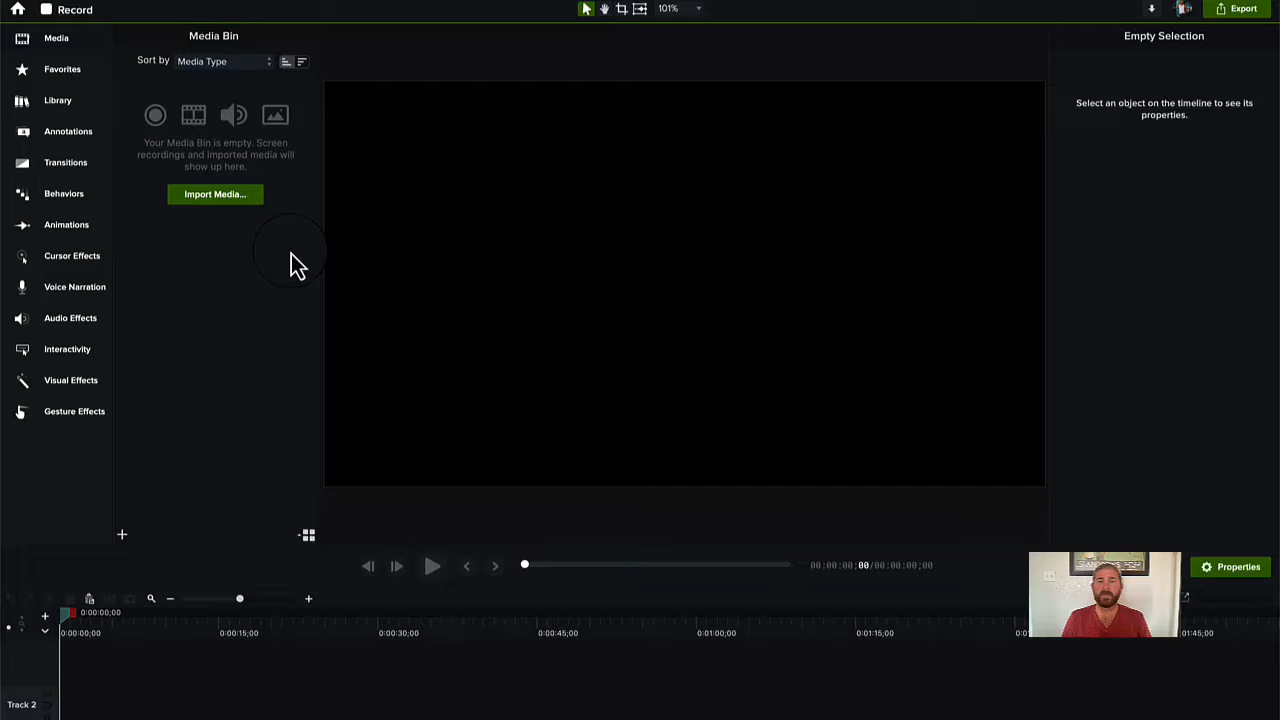 Record
101%
Export
Media
Favorites
Library
Annotations
Transitions
Behaviors
Animations
Cursor Effects
Voice Narration
Audio Effects
Interactivity
Visual Effects
Gesture Effects
Media Bin
Sort by Media Type
Your Media Bin is empty. Screen
recordings and imported media will
show up here.
Import Media...
Empty Selection
Select an object on the timeline to see its
properties.
00:00:00;00/00:00:00;00
Properties
0:00:00;00
0:00:00;00 0:00:15;00 0:00:30;00 0:00:45;00 0:01:00;00 0:01:15;00 01:45;00
Track 2